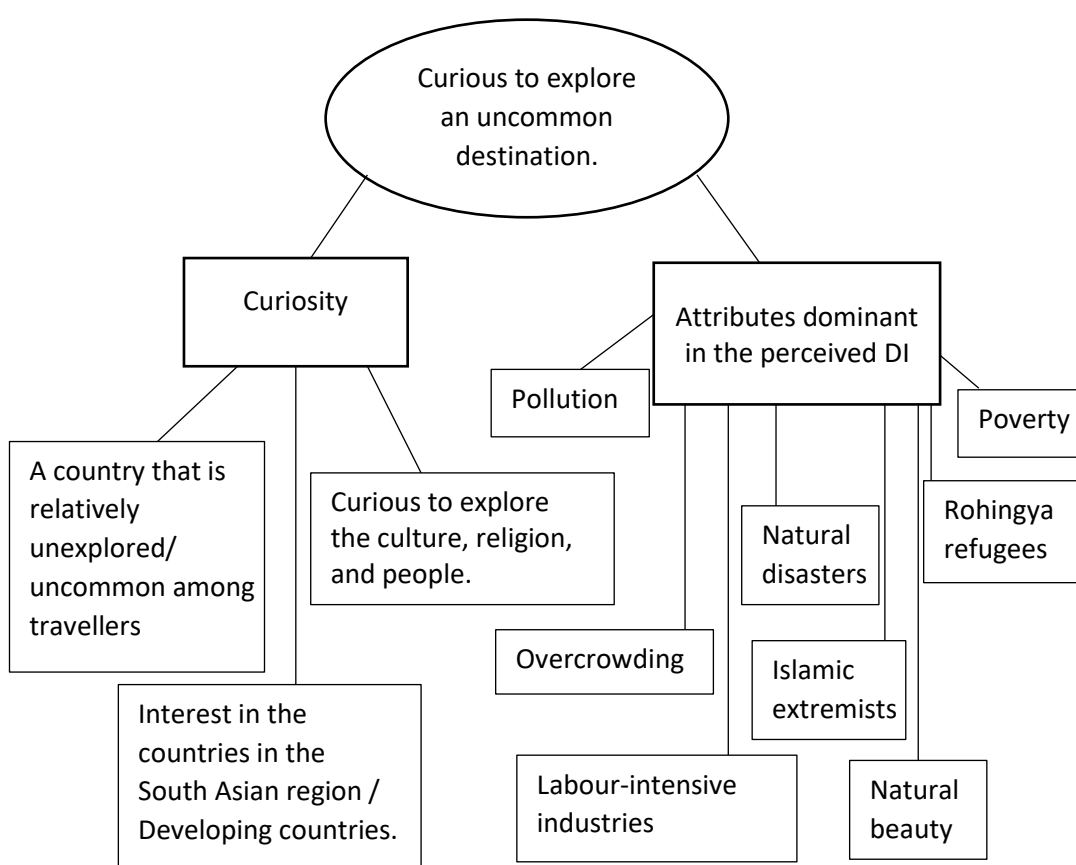 Curious to explore
an uncommon
destination.
Curiosity
Attributes dominant
in the perceived DI
Pollution
Poverty
A country that is
relatively
unexplored/
uncommon among
travellers
Curious to explore
the culture, religion,
and people.
Natural
disasters
Rohingya
refugees
Overcrowding
Islamic
extremists
Interest in the
countries in the
South Asian region /
Developing countries.
Labour-intensive
industries
Natural
beauty